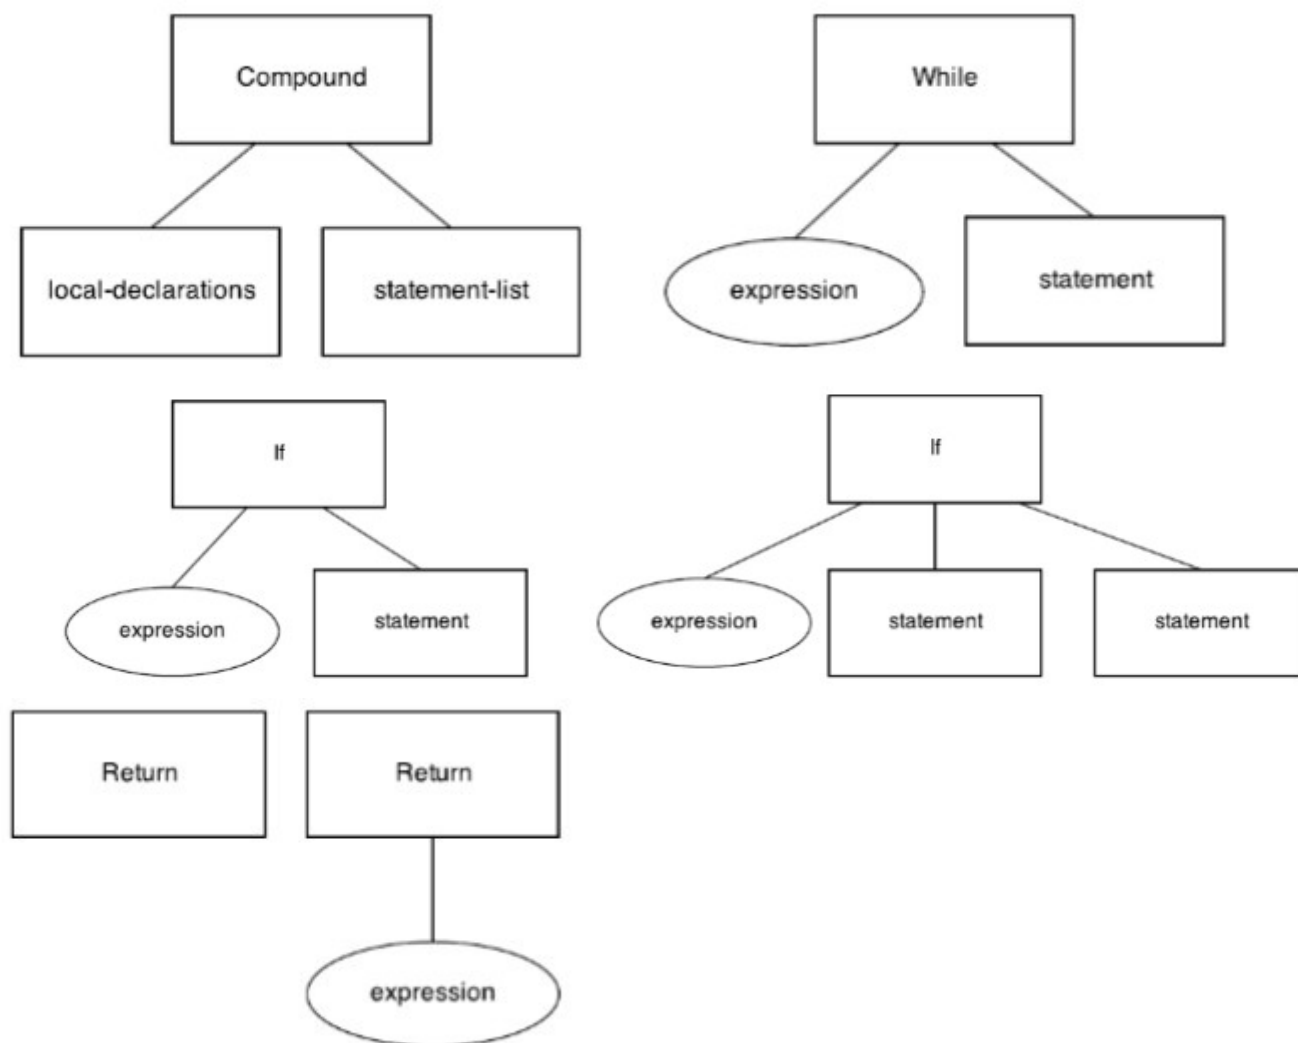 Compound
While
local-declarations
statement-list
expression
statement
If
If
expression
statement
expression
statement
statement
Return
Return
expression